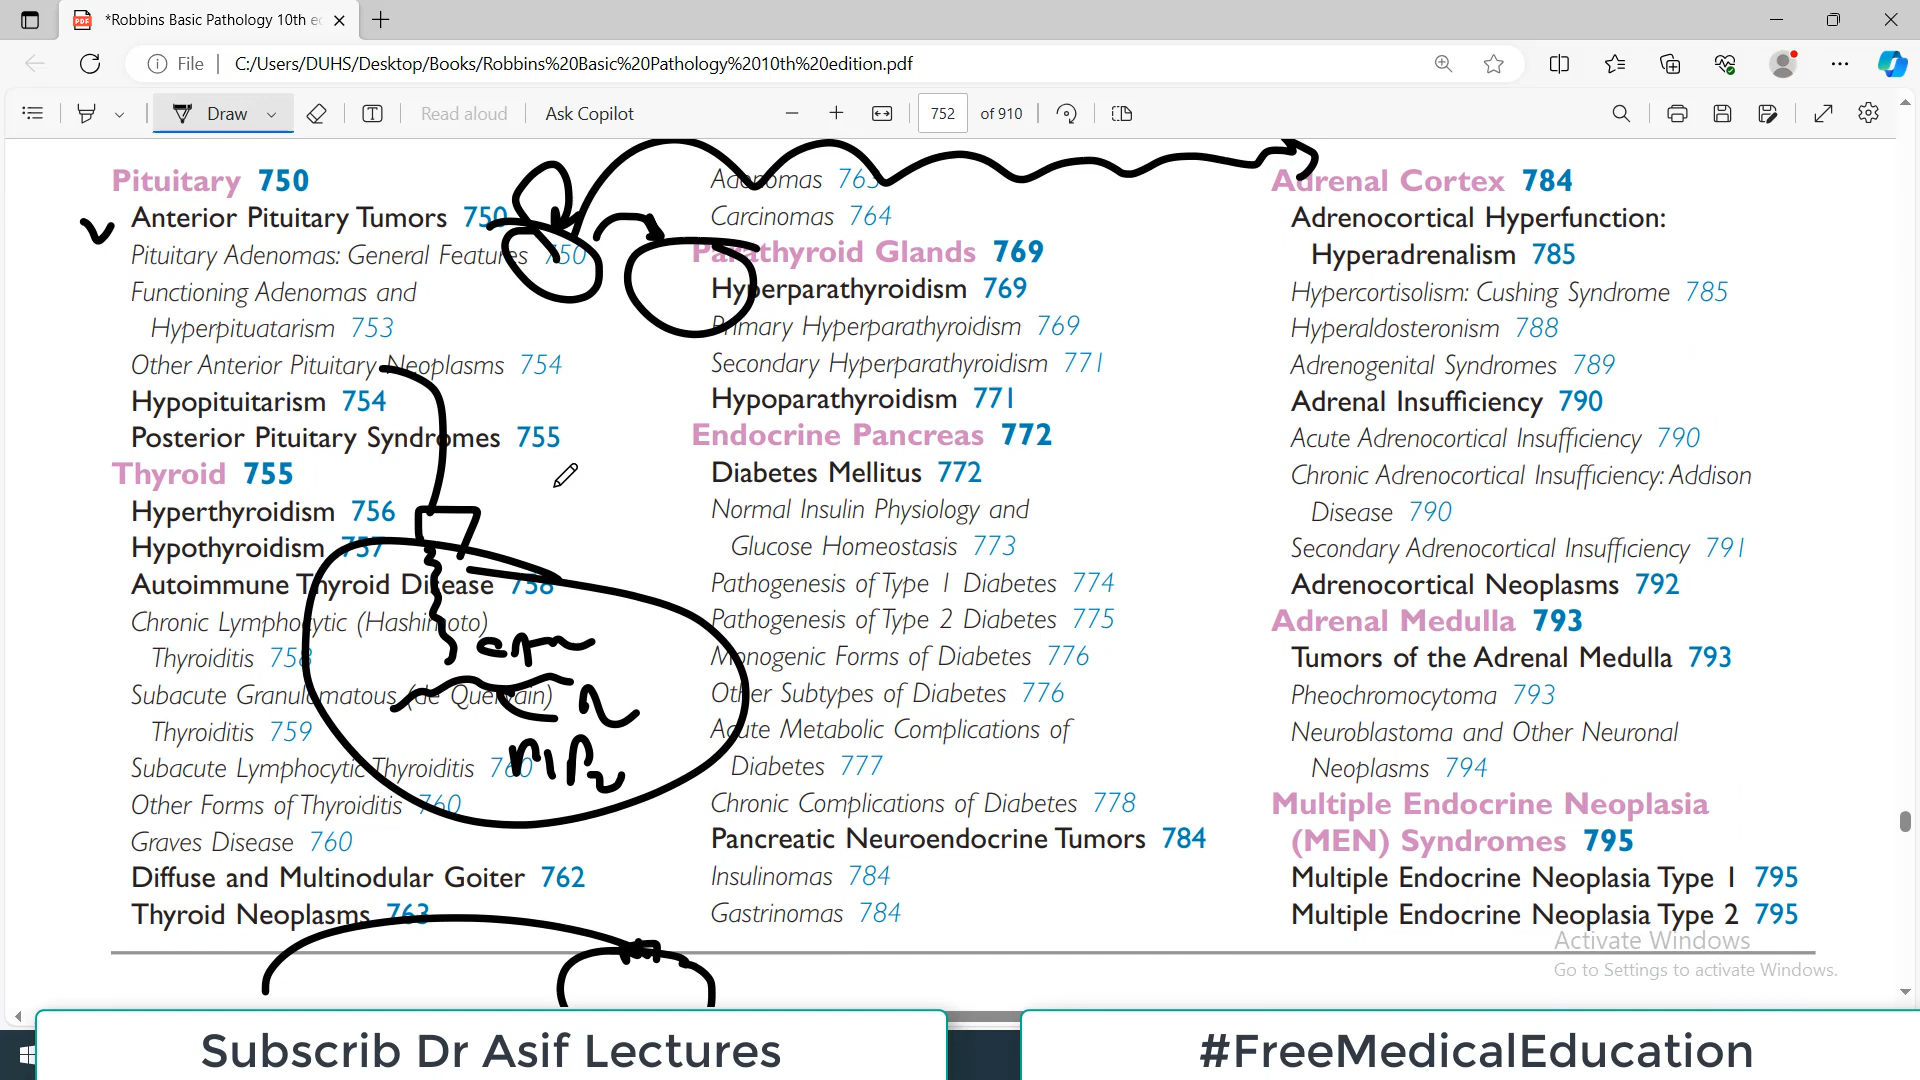 *Robbins Basic Pathology 10th e
File
C:/Users/DUHS/Desktop/Books/Robbins%20Basic%20Pathology%2010th%20edition.pdf
Draw
Read aloud
Ask Copilot
752 of 910
Pituitary 750
Anterior Pituitary Tumors 750
Pituitary Adenomas: General Features 750
Functioning Adenomas and
Hyperpituatarism 753
Other Anterior Pituitary Neoplasms 754
Hypopituitarism 754
Posterior Pituitary Syndromes 755
Thyroid 755
Hyperthyroidism 756
Hypothyroidism 757
Autoimmune Thyroid Disease 758
Chronic Lymphocytic (Hashimoto)
Thyroiditis 758
Subacute Granulomatous (de Quervain)
Thyroiditis 759
Subacute Lymphocytic Thyroiditis 760
Other Forms of Thyroiditis 760
Graves Disease 760
Diffuse and Multinodular Goiter 762
Thyroid Neoplasms 763
Adenomas 763
Carcinomas 764
Parathyroid Glands 769
Hyperparathyroidism 769
Primary Hyperparathyroidism 769
Secondary Hyperparathyroidism 771
Hypoparathyroidism 771
Endocrine Pancreas 772
Diabetes Mellitus 772
Normal Insulin Physiology and
Glucose Homeostasis 773
Pathogenesis of Type 1 Diabetes 774
Pathogenesis of Type 2 Diabetes 775
Monogenic Forms of Diabetes 776
Other Subtypes of Diabetes 776
Acute Metabolic Complications of
Diabetes 777
Chronic Complications of Diabetes 778
Pancreatic Neuroendocrine Tumors 784
Insulinomas 784
Gastrinomas 784
Adrenal Cortex 784
Adrenocortical Hyperfunction:
Hyperadrenalism 785
Hypercortisolism: Cushing Syndrome 785
Hyperaldosteronism 788
Adrenogenital Syndromes 789
Adrenal Insufficiency 790
Acute Adrenocortical Insufficiency 790
Chronic Adrenocortical Insufficiency: Addison
Disease 790
Secondary Adrenocortical Insufficiency 791
Adrenocortical Neoplasms 792
Adrenal Medulla 793
Tumors of the Adrenal Medulla 793
Pheochromocytoma 793
Neuroblastoma and Other Neuronal
Neoplasms 794
Multiple Endocrine Neoplasia
(MEN) Syndromes 795
Multiple Endocrine Neoplasia Type 1 795
Multiple Endocrine Neoplasia Type 2 795
Activate Windows
Go to Settings to activate Windows.
Subscrib Dr Asif Lectures
#FreeMedicalEducation